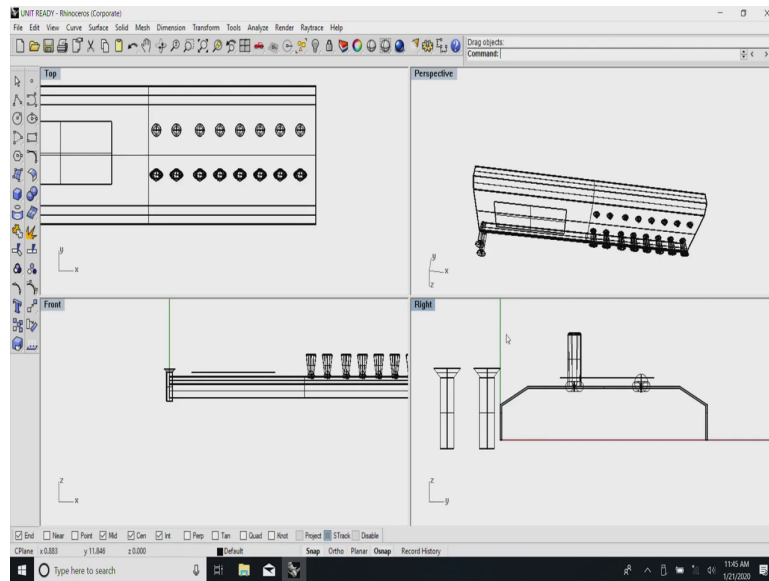 UNIT READY - Rhinoceros (Corporate)
File Edit View Curve Surface Solid Mesh Dimension Transform Tools Analyze Render Raytrace Help
Drag objects:
Command:
Top
Perspective
y
x
y
x
z
Front
Right
z
x
z
y
End Near Point Mid Cen Int Perp Tan Quad Knot Project STrack Disable
CPlane x 0.883 y 11.846 z 0.000 Default Snap Ortho Planar Osnap Record History
Type here to search
11:45 AM
1/21/2020